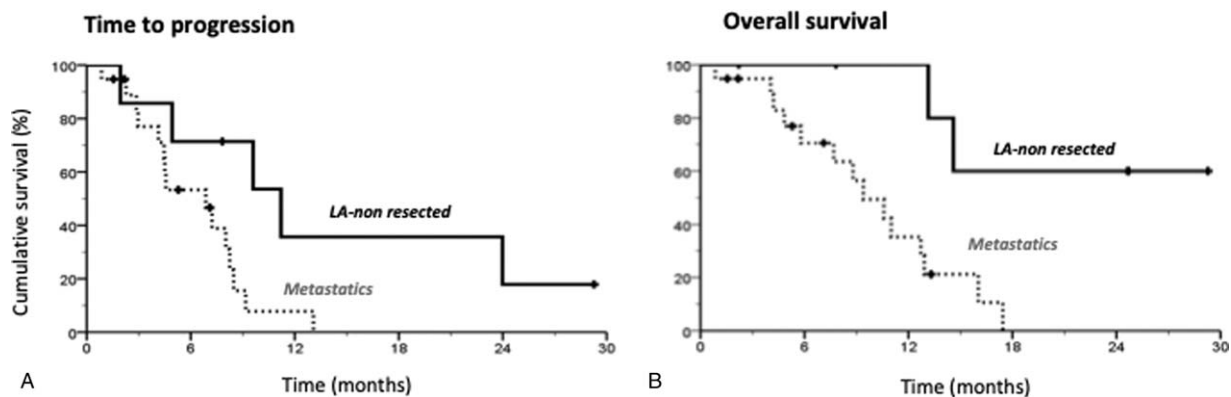 Time to progression
Cumulative survival (%)
100
80
60
40
20
0
LA-non resected
Metastatics
0 6 12 18 24 30
Time (months)
A
Overall survival
100
80
60
40
20
0
LA-non resected
Metastatics
0 6 12 18 24 30
Time (months)
B